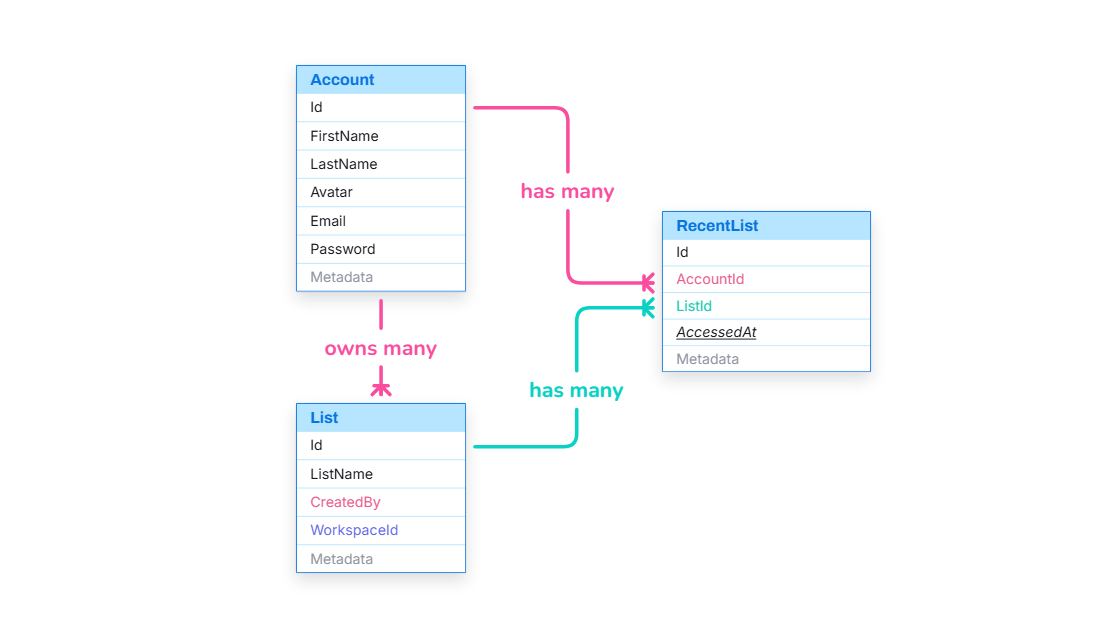 Account
Id
FirstName
LastName
Avatar
Email
Password
Metadata
has many
RecentList
Id
AccountId
ListId
AccessedAt
Metadata
owns many
has many
List
Id
ListName
CreatedBy
WorkspaceId
Metadata